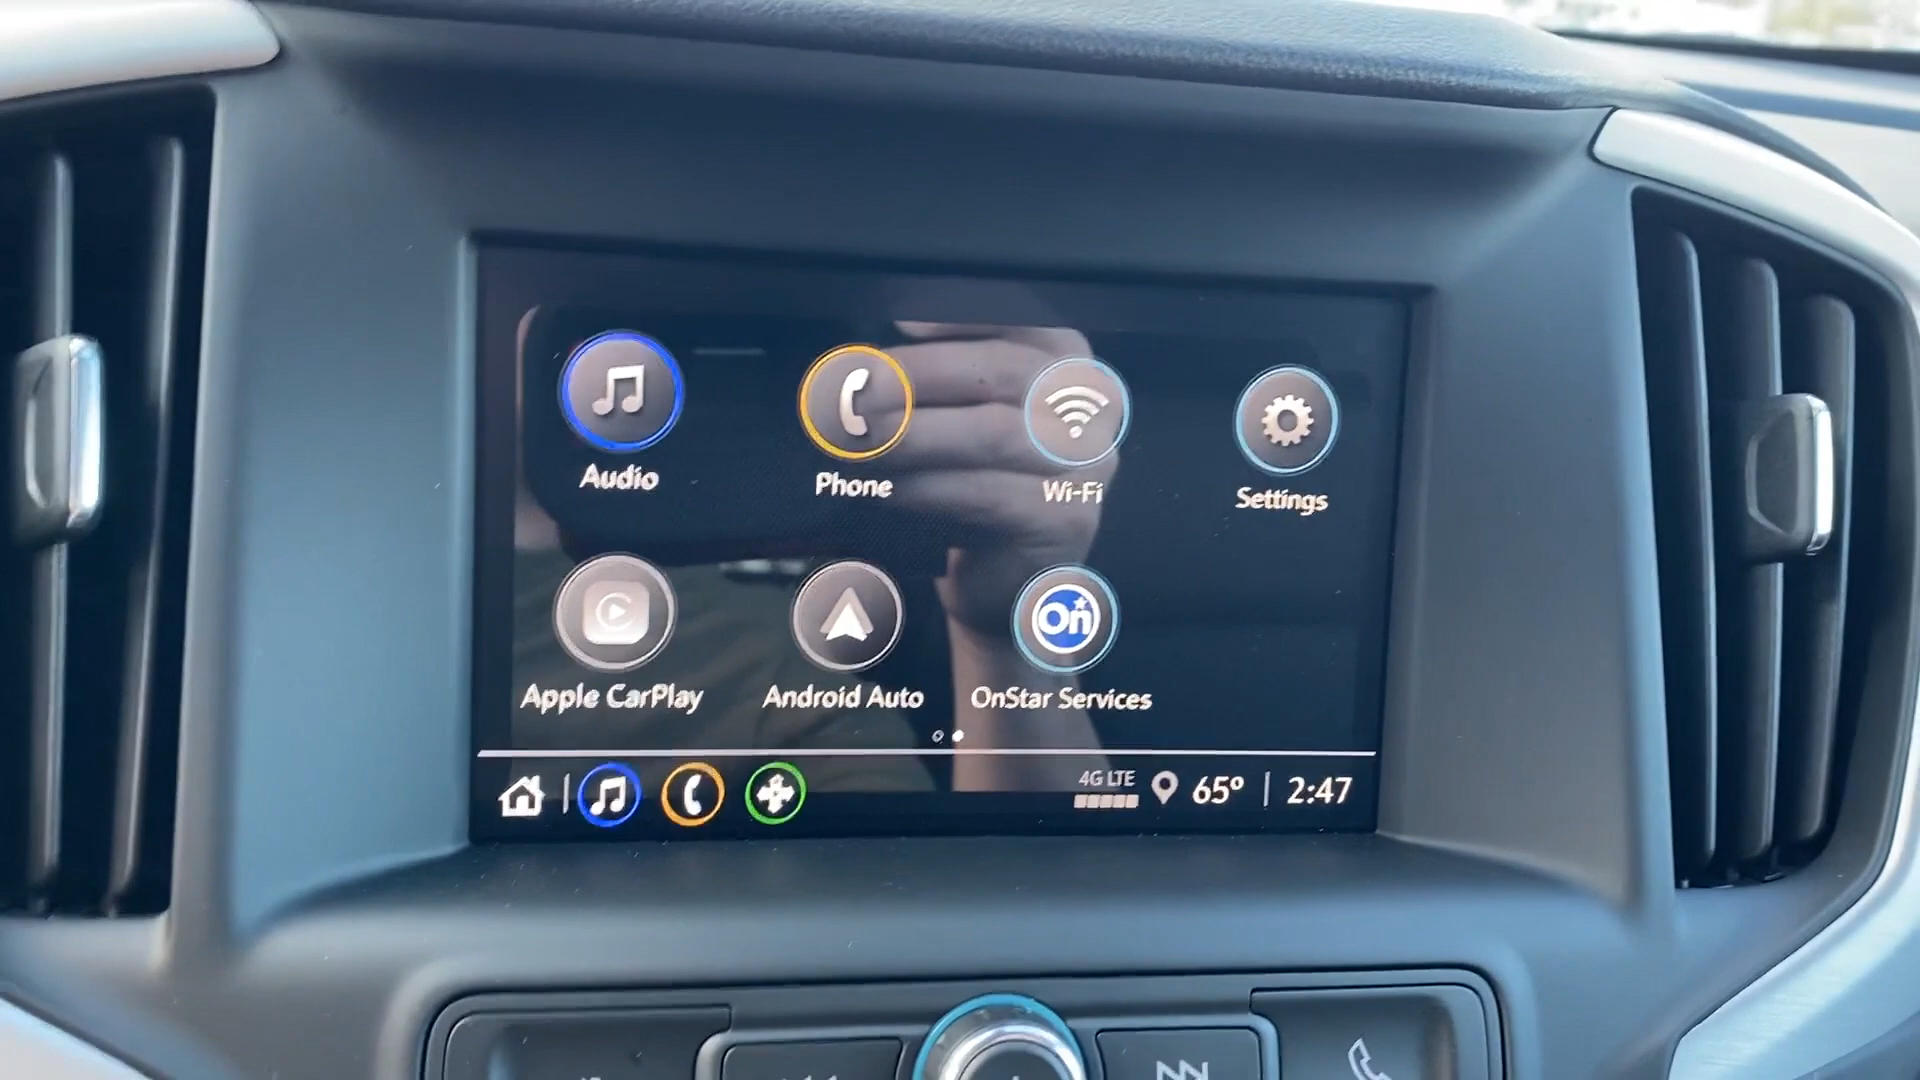 Audio
Phone
Wi-Fi
Settings
Apple CarPlay
Android Auto
On
OnStar Services
4G LTE
65° | 2:47